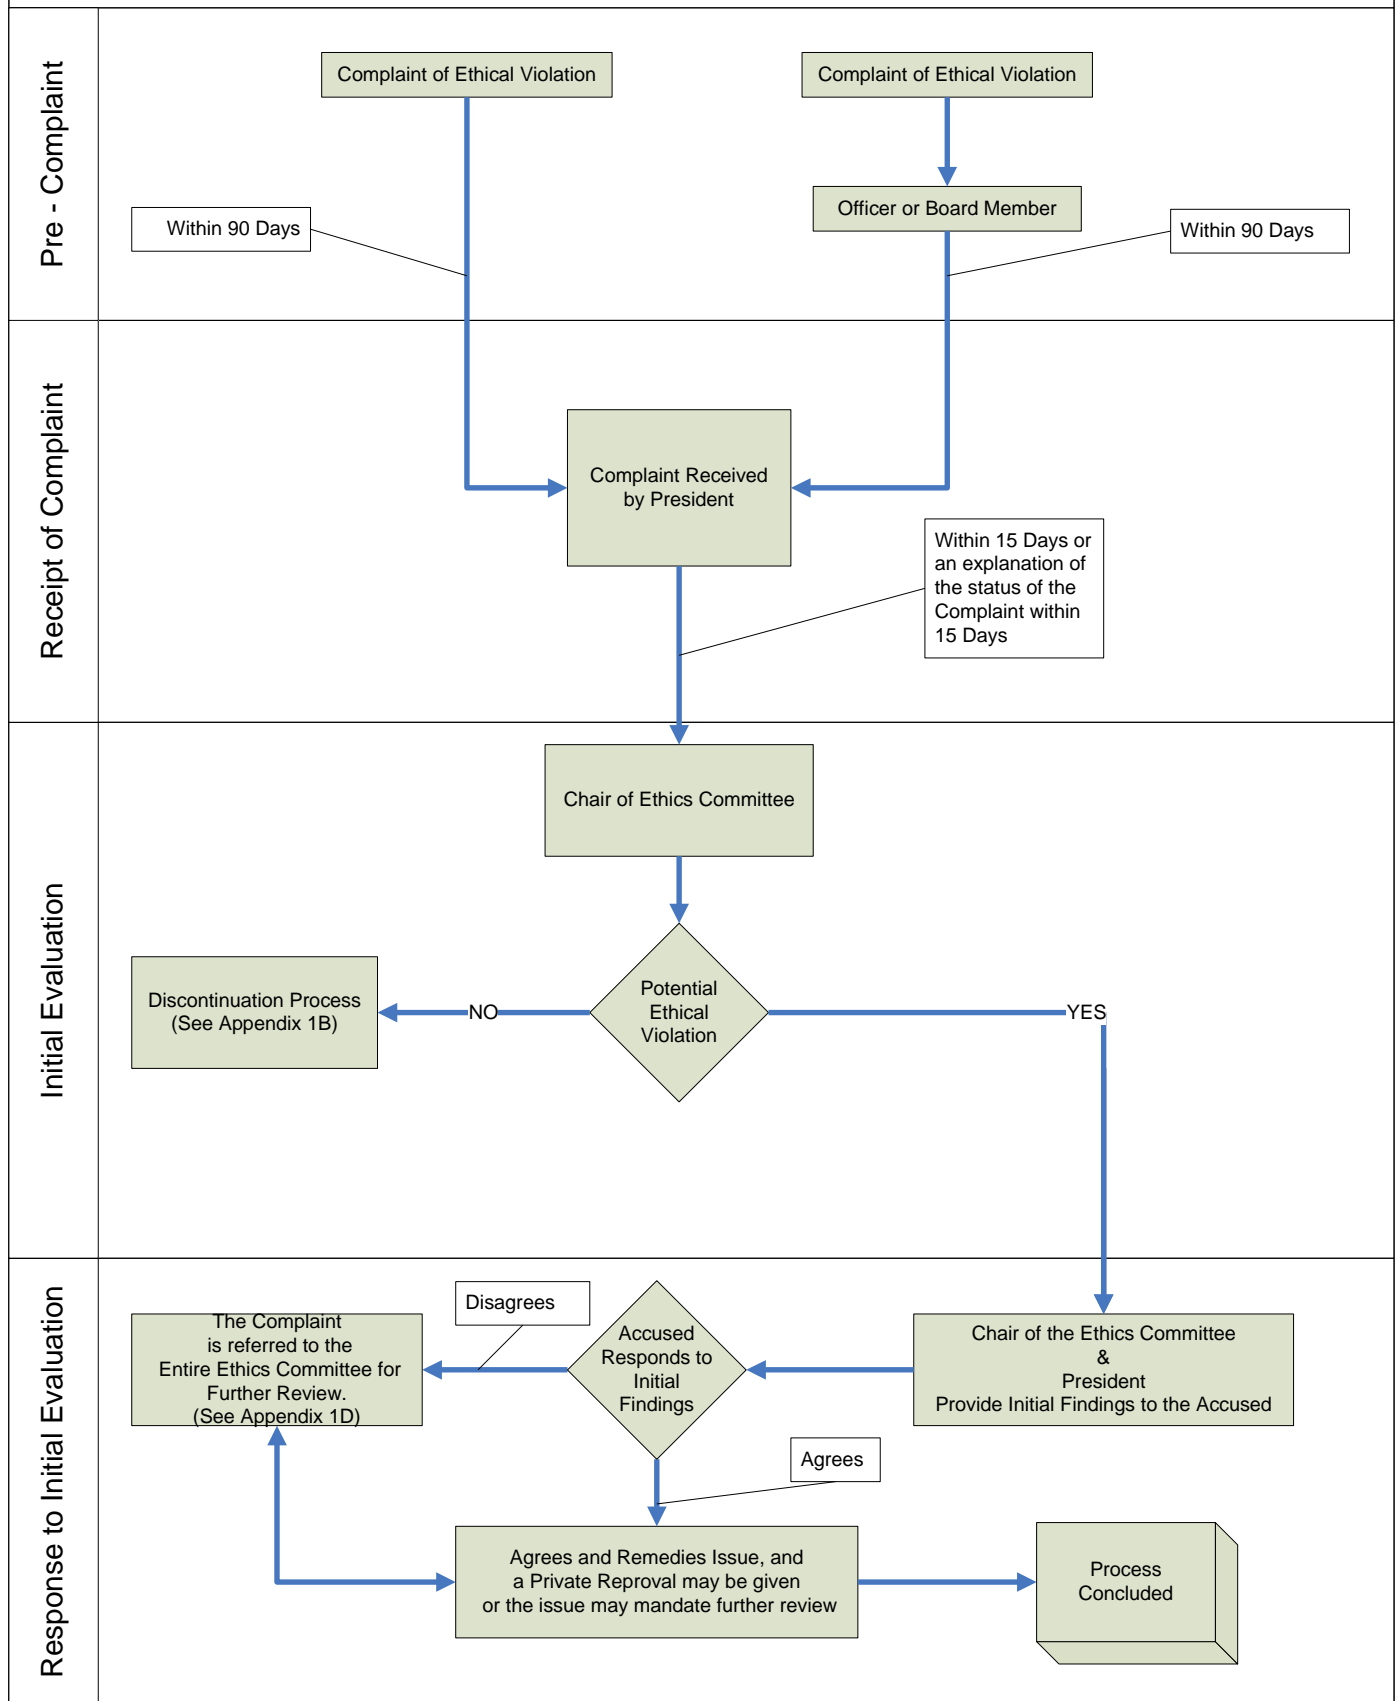 Pre - Complaint
Complaint of Ethical Violation
Complaint of Ethical Violation
Officer or Board Member
Within 90 Days
Within 90 Days
Receipt of Complaint
Complaint Received
by President
Within 15 Days or
an explanation of
the status of the
Complaint within
15 Days
Initial Evaluation
Chair of Ethics Committee
Potential
Ethical
Violation
NO
YES
Discontinuation Process
(See Appendix 1B)
Response to Initial Evaluation
Chair of the Ethics Committee
&
President
Provide Initial Findings to the Accused
Accused
Responds to
Initial
Findings
Disagrees
The Complaint
is referred to the
Entire Ethics Committee for
Further Review.
(See Appendix 1D)
Agrees
Agrees and Remedies Issue, and
a Private Reproval may be given
or the issue may mandate further review
Process
Concluded